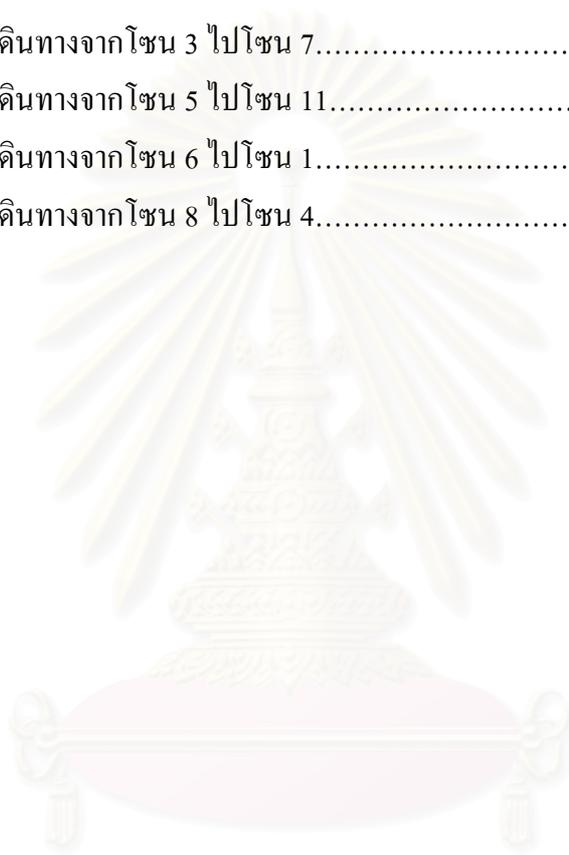 ดินทางจากโซน 3 ไปโซน 7............................
ดินทางจากโซน 5 ไปโซน 11..........................
ดินทางจากโซน 6 ไปโซน 1............................
ดินทางจากโซน 8 ไปโซน 4............................